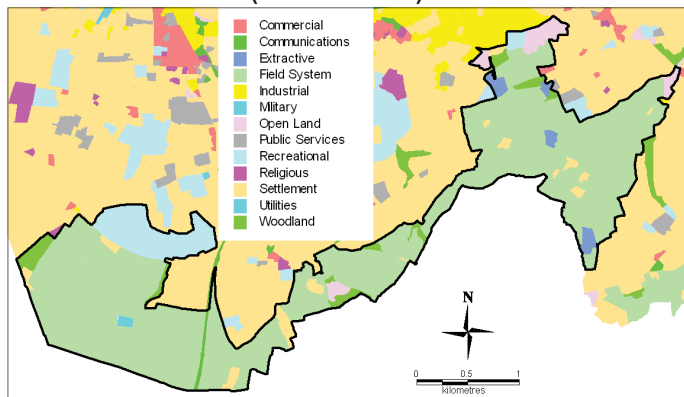 Commercial
Communications
Extractive
Field System
Industrial
Military
Open Land
Public Services
Recreational
Religious
Settlement
Utilities
Woodland
N
0 0.5 1
kilometres